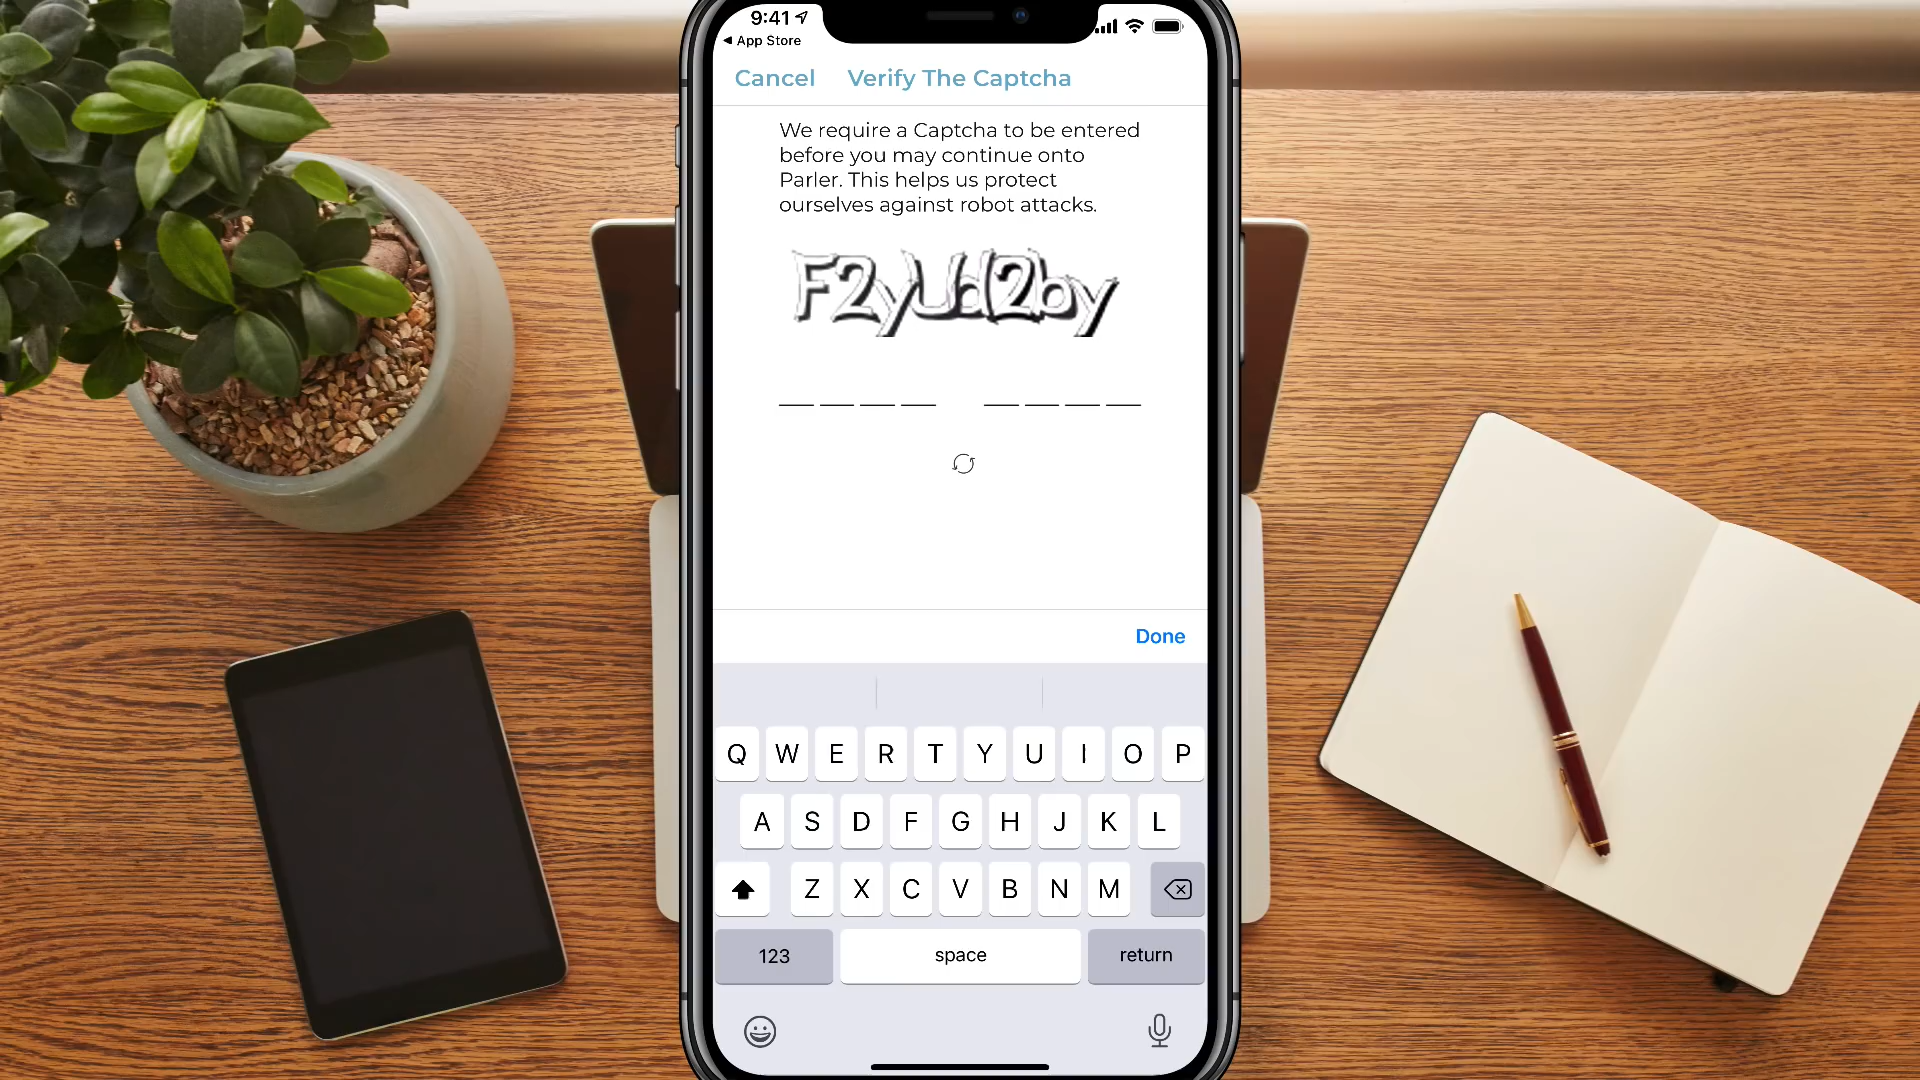 9:41
App Store
Cancel Verify The Captcha
We require a Captcha to be entered
before you may continue onto
Parler. This helps us protect
ourselves against robot attacks.
F2yUd2by
Done
Q W E R T Y U I O P
A S D F G H J K L
Z X C V B N M
123 space return